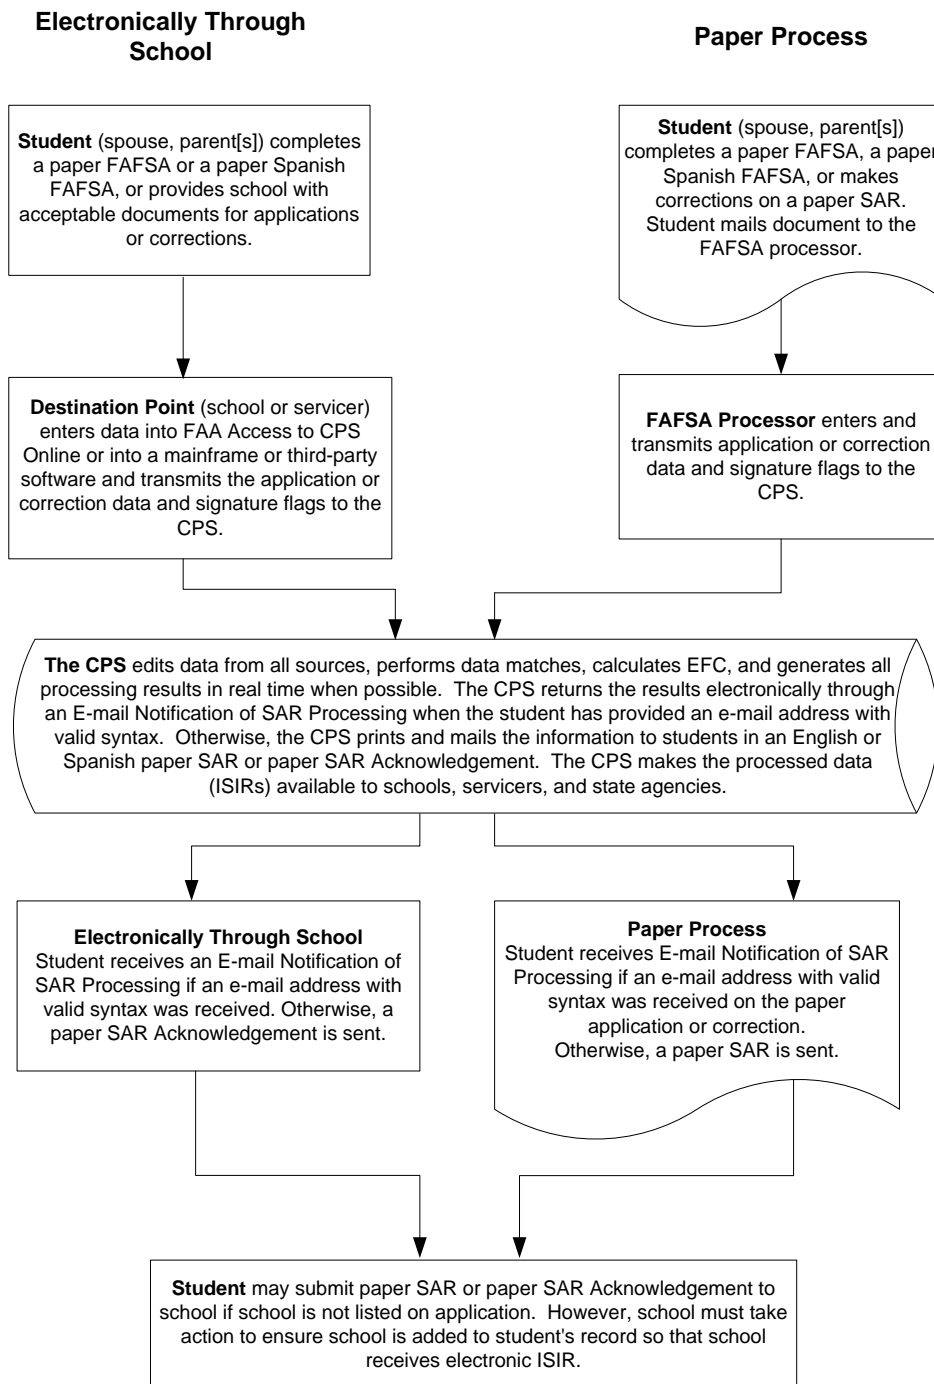 Electronically Through
School
Paper Process
Student (spouse, parent[s]) completes
a paper FAFSA or a paper Spanish
FAFSA, or provides school with
acceptable documents for applications
or corrections.
Student (spouse, parent[s])
completes a paper FAFSA, a paper
Spanish FAFSA, or makes
corrections on a paper SAR.
Student mails document to the
FAFSA processor.
Destination Point (school or servicer)
enters data into FAA Access to CPS
Online or into a mainframe or third-party
software and transmits the application or
correction data and signature flags to the
CPS.
FAFSA Processor enters and
transmits application or correction
data and signature flags to the
CPS.
The CPS edits data from all sources, performs data matches, calculates EFC, and generates all
processing results in real time when possible. The CPS returns the results electronically through
an E-mail Notification of SAR Processing when the student has provided an e-mail address with
valid syntax. Otherwise, the CPS prints and mails the information to students in an English or
Spanish paper SAR or paper SAR Acknowledgement. The CPS makes the processed data
(ISIRs) available to schools, servicers, and state agencies.
Electronically Through School
Student receives an E-mail Notification of
SAR Processing if an e-mail address with
valid syntax was received. Otherwise, a
paper SAR Acknowledgement is sent.
Paper Process
Student receives E-mail Notification of SAR
Processing if an e-mail address with valid
syntax was received on the paper
application or correction.
Otherwise, a paper SAR is sent.
Student may submit paper SAR or paper SAR Acknowledgement to
school if school is not listed on application. However, school must take
action to ensure school is added to student's record so that school
receives electronic ISIR.